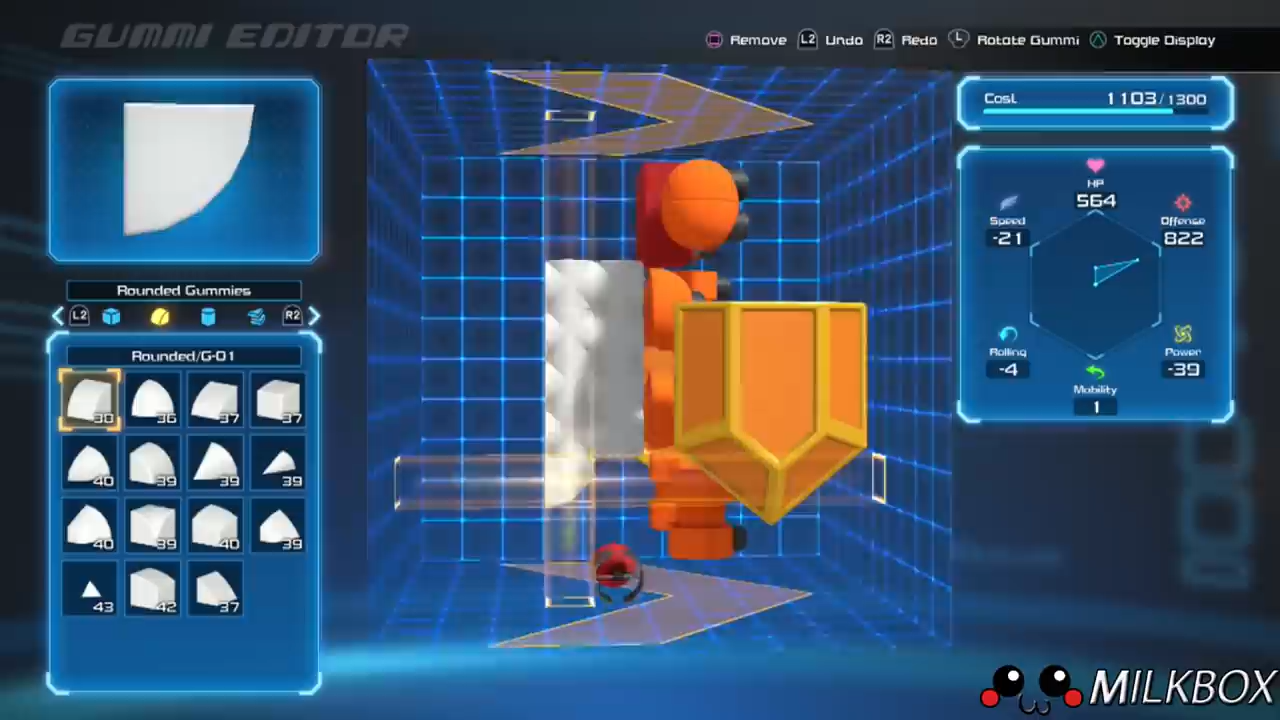 GUMMI EDITOR
Remove L2 Undo R2 Redo L Rotate Gummi Toggle Display
Cost 1103/1300
HP
564
Speed
-21
Offense
822
Rolling
-4
Power
-39
Mobility
1
Rounded Gummies
L2 R2
Rounded/G-01
30 36 37 37
40 39 39 39
40 39 40 39
43 42 37
MILKBOX